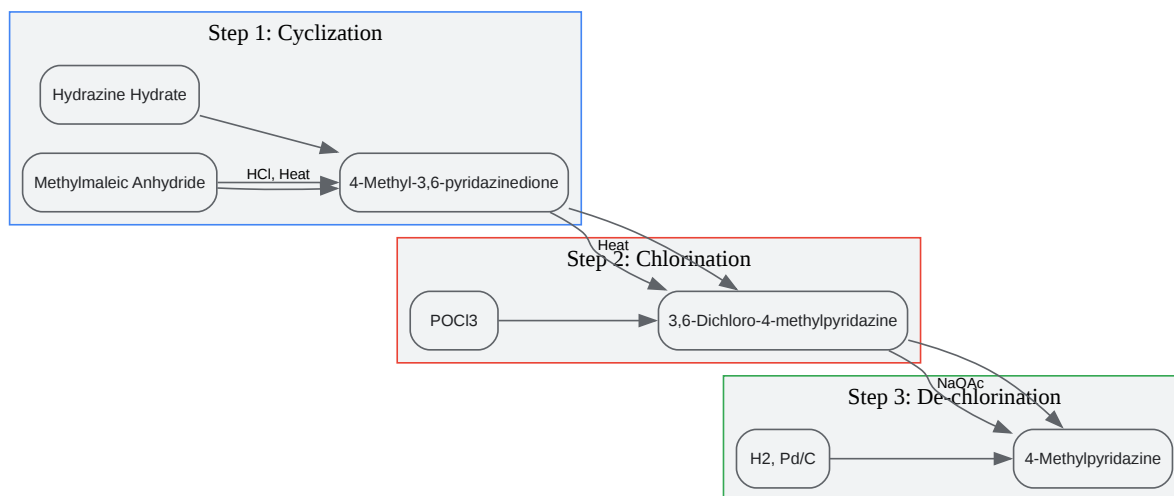 Step 1: Cyclization
Hydrazine Hydrate
Methylmaleic Anhydride
HCl, Heat
4-Methyl-3,6-pyridazinedione
Heat
Step 2: Chlorination
POCl3
3,6-Dichloro-4-methylpyridazine
NaOAc
Step 3: De-chlorination
H2, Pd/C
4-Methylpyridazine